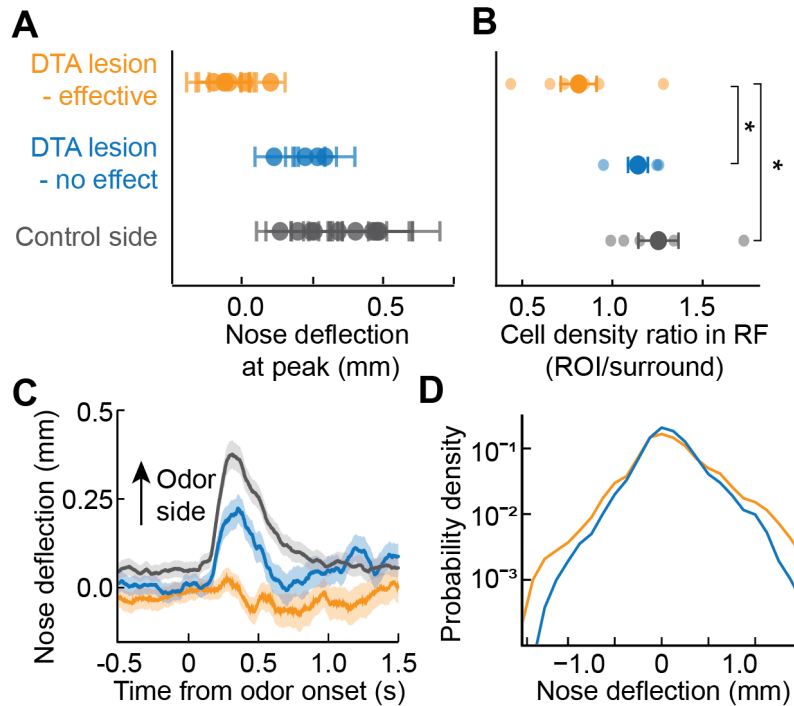 A
DTA lesion
- effective
DTA lesion
- no effect
Control side
0.0
0.5
Nose deflection
at peak (mm)
B
*
*
0.5
1.0
1.5
Cell density ratio in RF
(ROI/surround)
C
0.5
0.25
0.0
Nose deflection (mm)
Odor
side
-0.5
0
0.5
1.0
1.5
Time from odor onset (s)
D
10⁻¹
10⁻²
10⁻³
Probability density
−1.0
0
1.0
Nose deflection (mm)